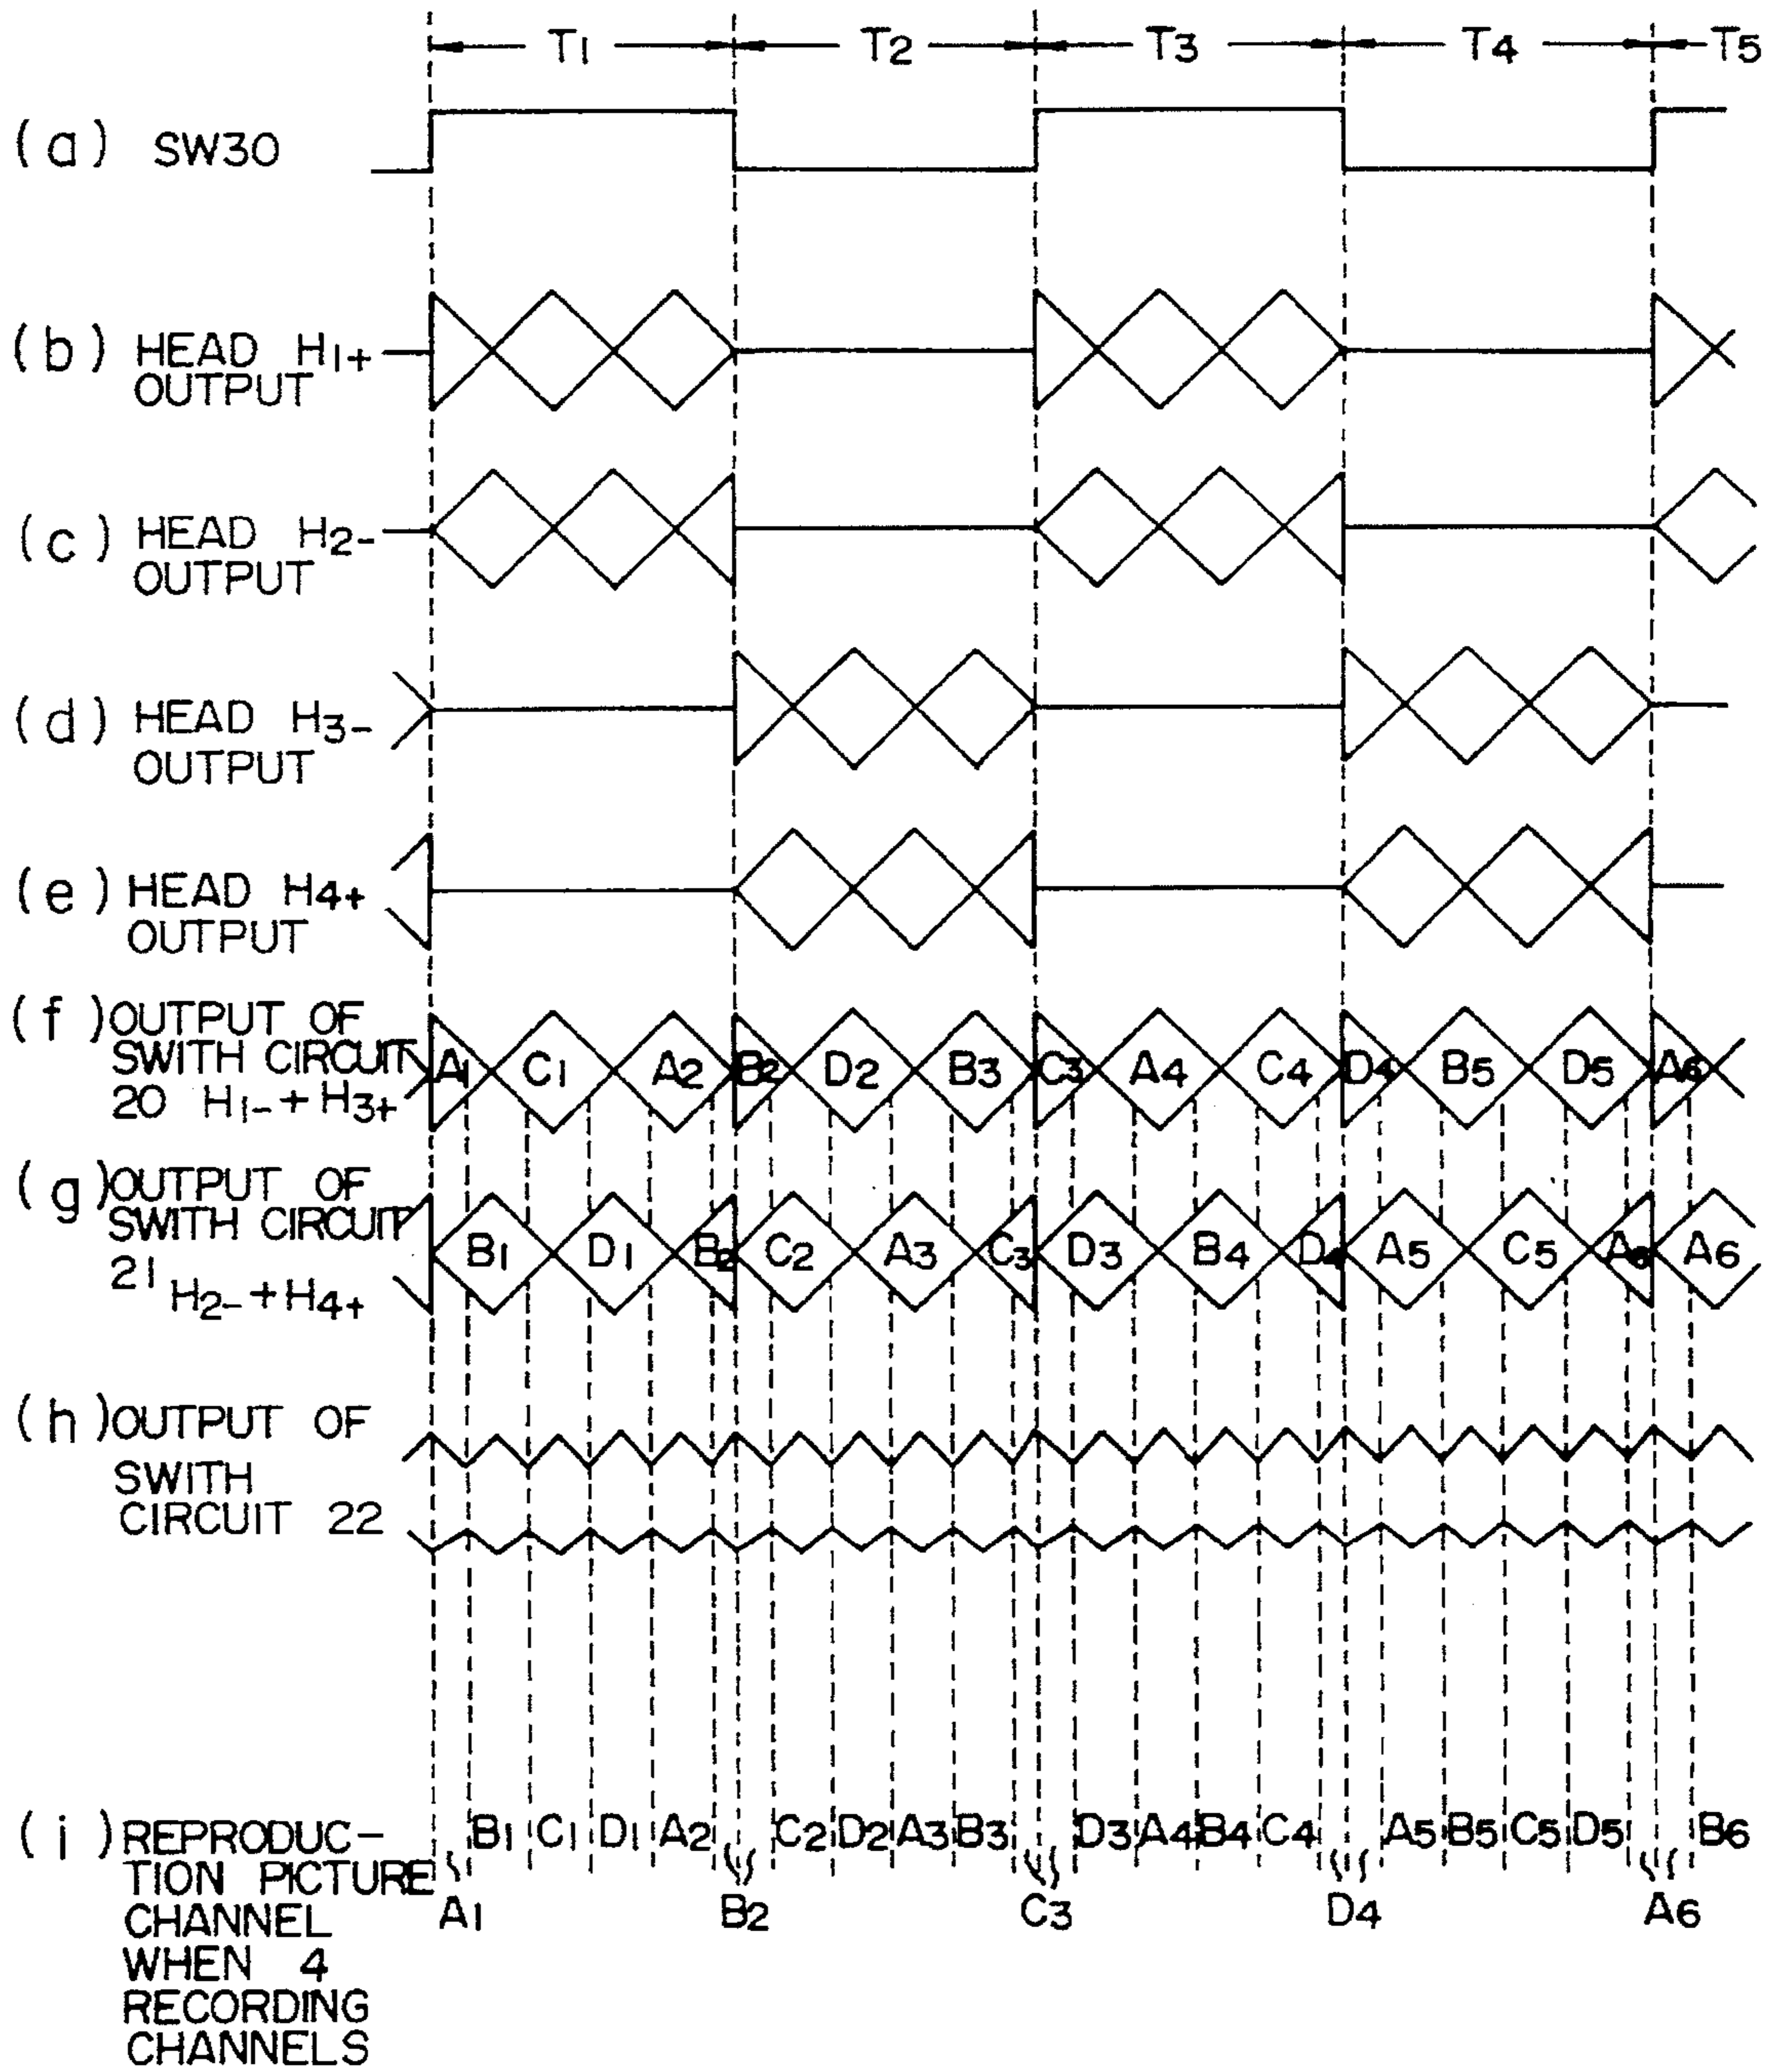 T1 T2 T3 T4 T5
(a) SW30
(b) HEAD H1+
OUTPUT
(c) HEAD H2-
OUTPUT
(d) HEAD H3-
OUTPUT
(e) HEAD H4+
OUTPUT
(f) OUTPUT OF
SWITH CIRCUIT
20 H1-+H3+
A1 C1 A2 B2 D2 B3 C3 A4 C4 D4 B5 D5 A6
(g) OUTPUT OF
SWITH CIRCUIT
21 H2-+H4+
B1 D1 B2 C2 A3 C3 D3 B4 D4 A5 C5 A6 A6
(h) OUTPUT OF
SWITH
CIRCUIT 22
(i) REPRODUC-
TION PICTURE
CHANNEL
WHEN 4
RECORDING
CHANNELS
B1 C1 D1 A2 C2 D2 A3 B3 D3 A4 B4 C4 A5 B5 C5 D5 B6
A1 B2 C3 D4 A6